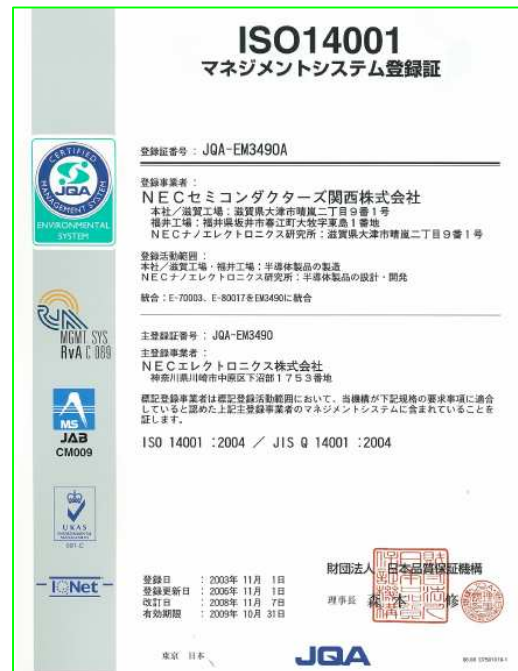 ISO14001
マネジメントシステム登録証
登録証番号：JQA-EM3490A
登録事業者：
NECセミコンダクターズ関西株式会社
本社／滋賀工場：滋賀県大津市晴嵐二丁目９番１号
福井工場：福井県坂井市春江町大牧字東島１番地
NECナノエレクトロニクス研究所：滋賀県大津市晴嵐二丁目９番１号
登録活動範囲：
本社／滋賀工場・福井工場：半導体製品の製造
NECナノエレクトロニクス研究所：半導体製品の設計・開発
統合：E-70003、E-80017をEM3490に統合
主登録証番号：JQA-EM3490
主登録事業者：
NECエレクトロニクス株式会社
神奈川県川崎市中原区下沼部１７５３番地
標記登録事業者は標記登録活動範囲において、当機構が下記規格の要求事項に適合
していると認めた上記主登録事業者のマネジメントシステムに含まれていることを
証します。
ISO 14001 :2004 ／ JIS Q 14001 :2004
登録日 ：2003年 11月 1日
登録更新日 ：2006年 11月 1日
改訂日 ：2008年 11月 7日
有効期限 ：2009年 10月 31日
財団法人 日本品質保証機構
理事長 森本 修
東京 日本
JQA
CERTIFIED
MANAGEMENT SYSTEM
JQA
ENVIRONMENTAL
SYSTEM
RvA
MGMT SYS
RvA C 089
MS
JAB
CM009
UKAS
IQNet